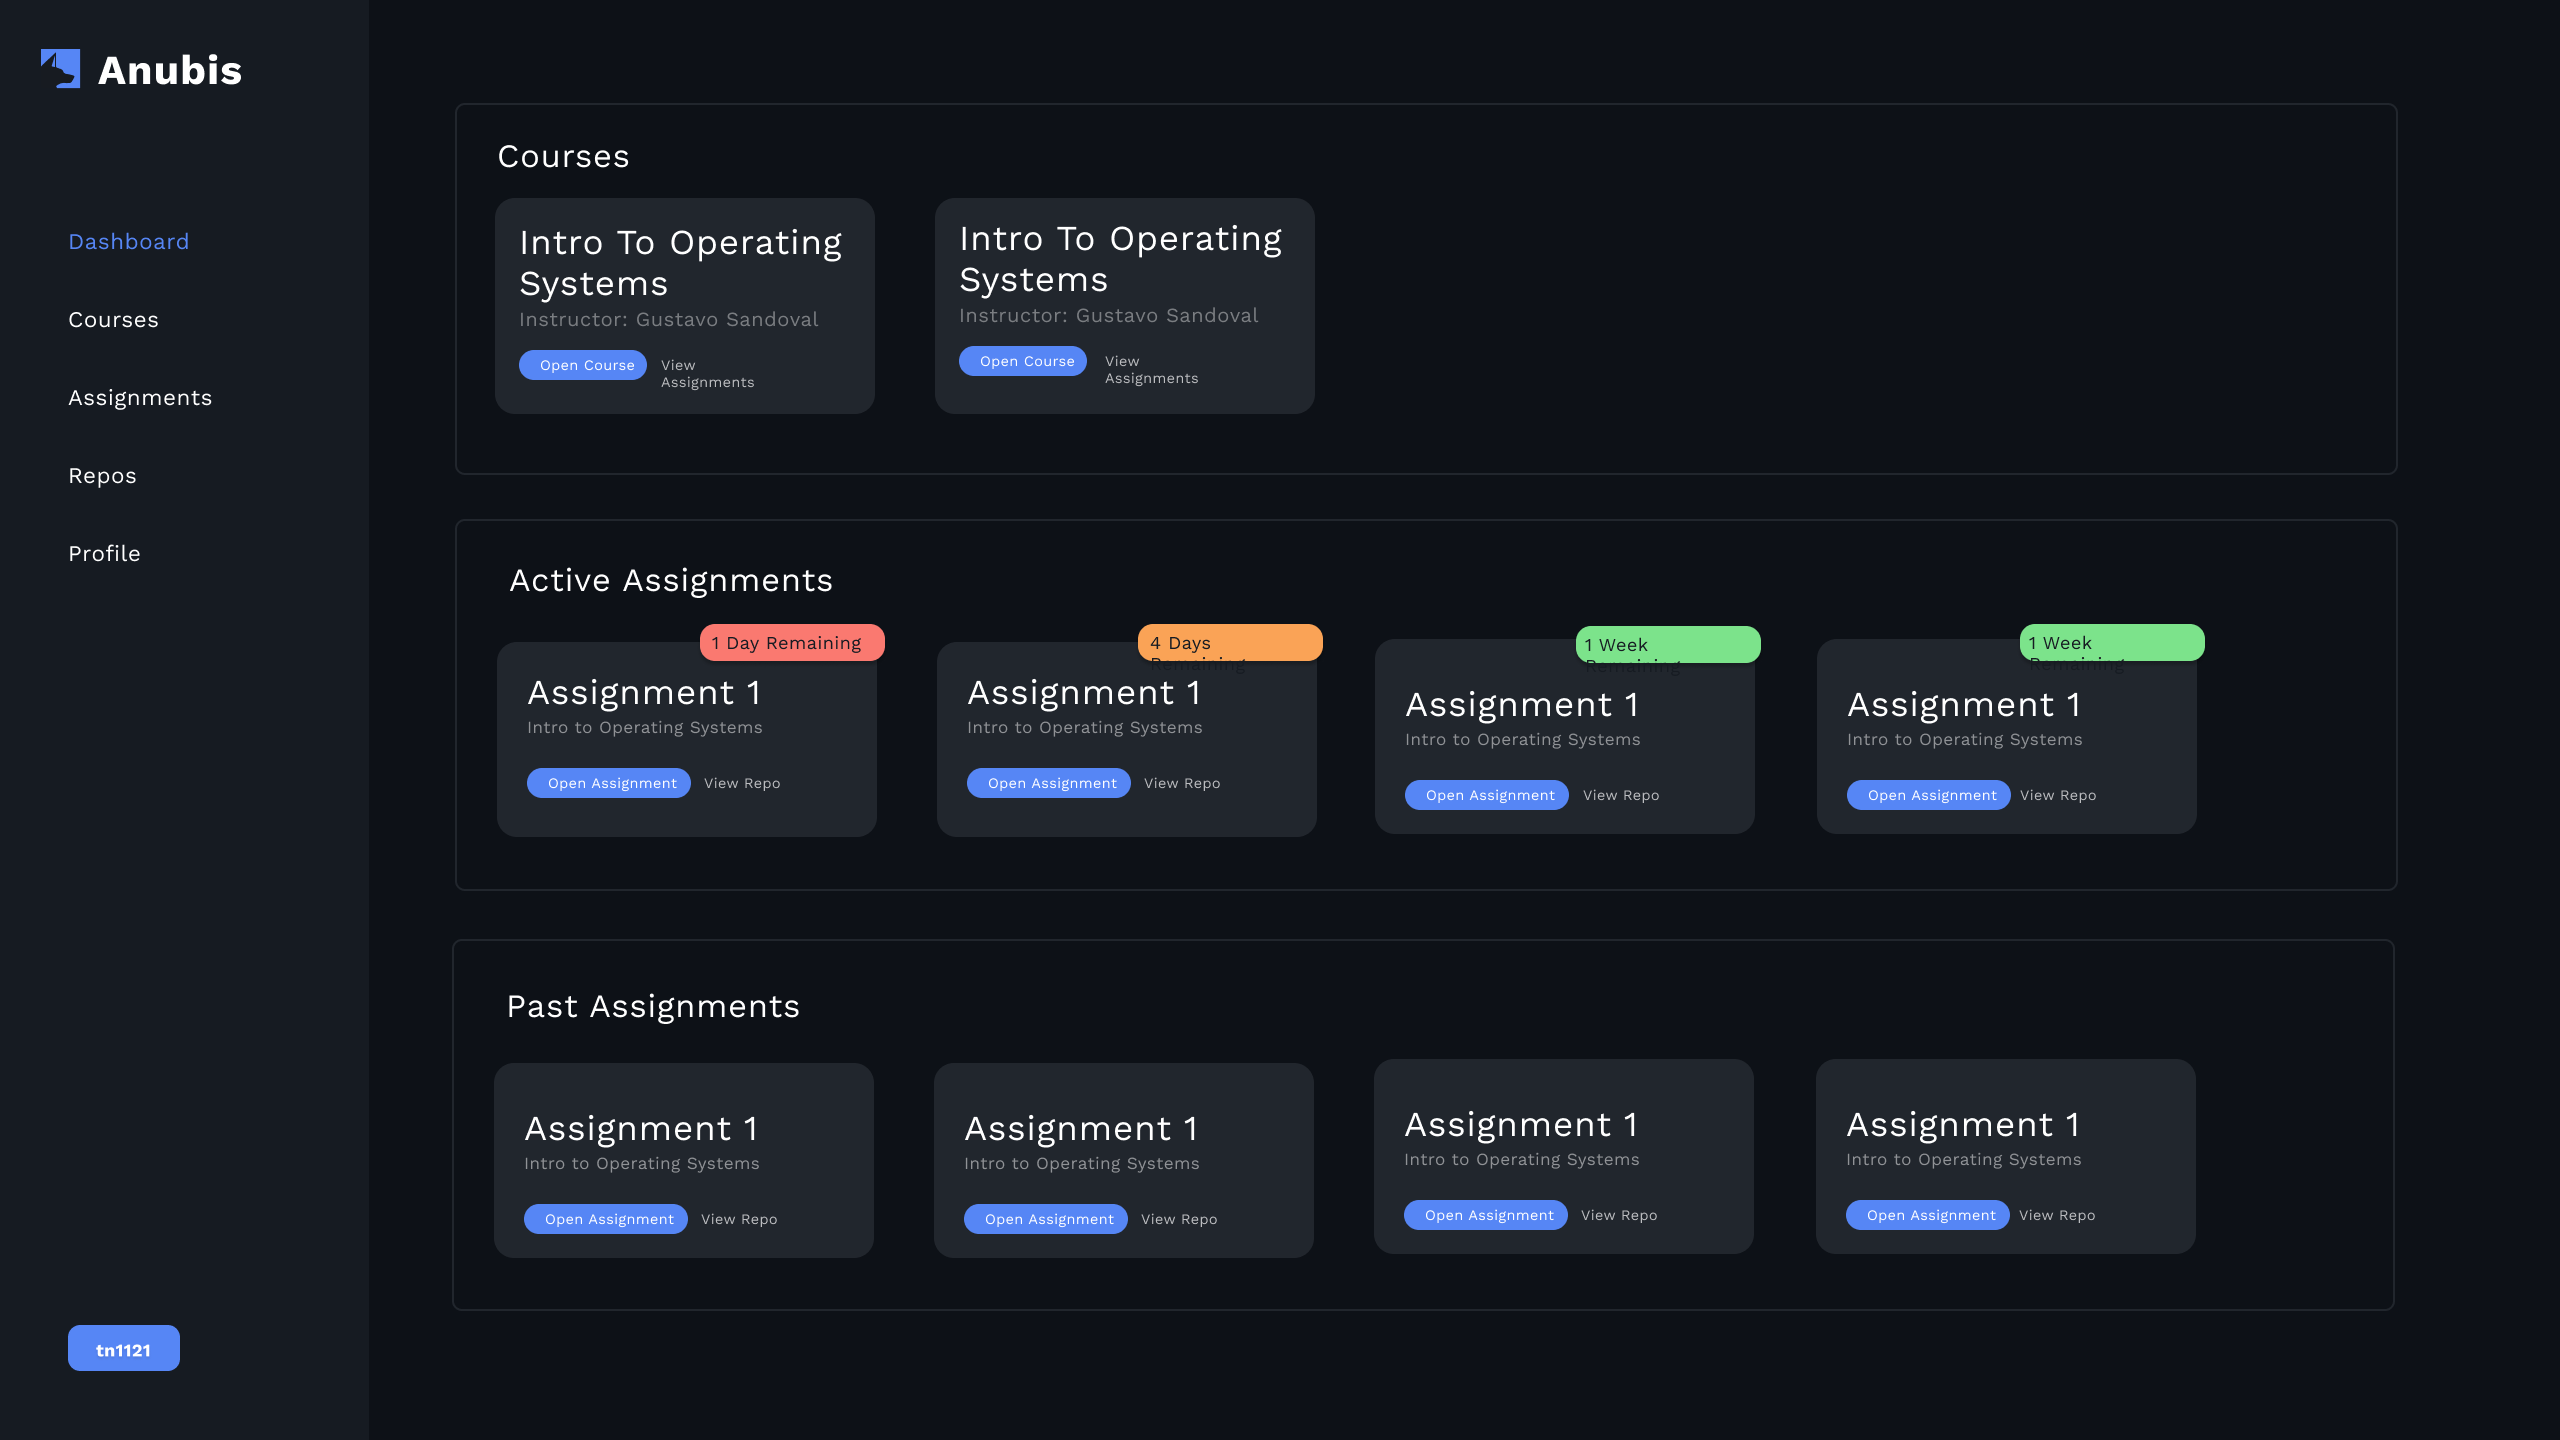 Anubis
Dashboard
Courses
Assignments
Repos
Profile
tn1121
Courses
Intro To Operating
Systems
Instructor: Gustavo Sandoval
Open Course
View
Assignments
Intro To Operating
Systems
Instructor: Gustavo Sandoval
Open Course
View
Assignments
Active Assignments
1 Day Remaining
Assignment 1
Intro to Operating Systems
Open Assignment
View Repo
4 Days
Remaining
Assignment 1
Intro to Operating Systems
Open Assignment
View Repo
1 Week
Remaining
Assignment 1
Intro to Operating Systems
Open Assignment
View Repo
1 Week
Remaining
Assignment 1
Intro to Operating Systems
Open Assignment
View Repo
Past Assignments
Assignment 1
Intro to Operating Systems
Open Assignment
View Repo
Assignment 1
Intro to Operating Systems
Open Assignment
View Repo
Assignment 1
Intro to Operating Systems
Open Assignment
View Repo
Assignment 1
Intro to Operating Systems
Open Assignment
View Repo